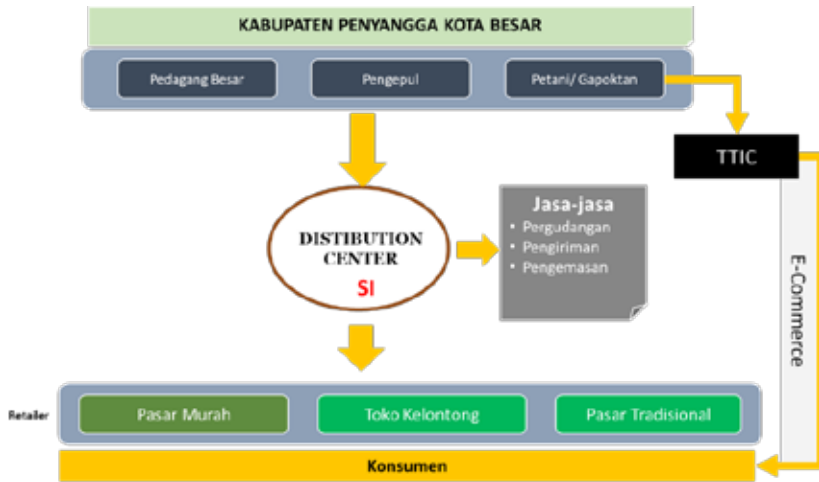 KABUPATEN PENYANGGA KOTA BESAR
Pedagang Besar
Pengepul
Petani/ Gapoktan
TTIC
Jasa-jasa
• Pergudangan
• Pengiriman
• Pengemasan
DISTIBUTION
CENTER
SI
E-Commerce
Retailer
Pasar Murah
Toko Kelontong
Pasar Tradisional
Konsumen